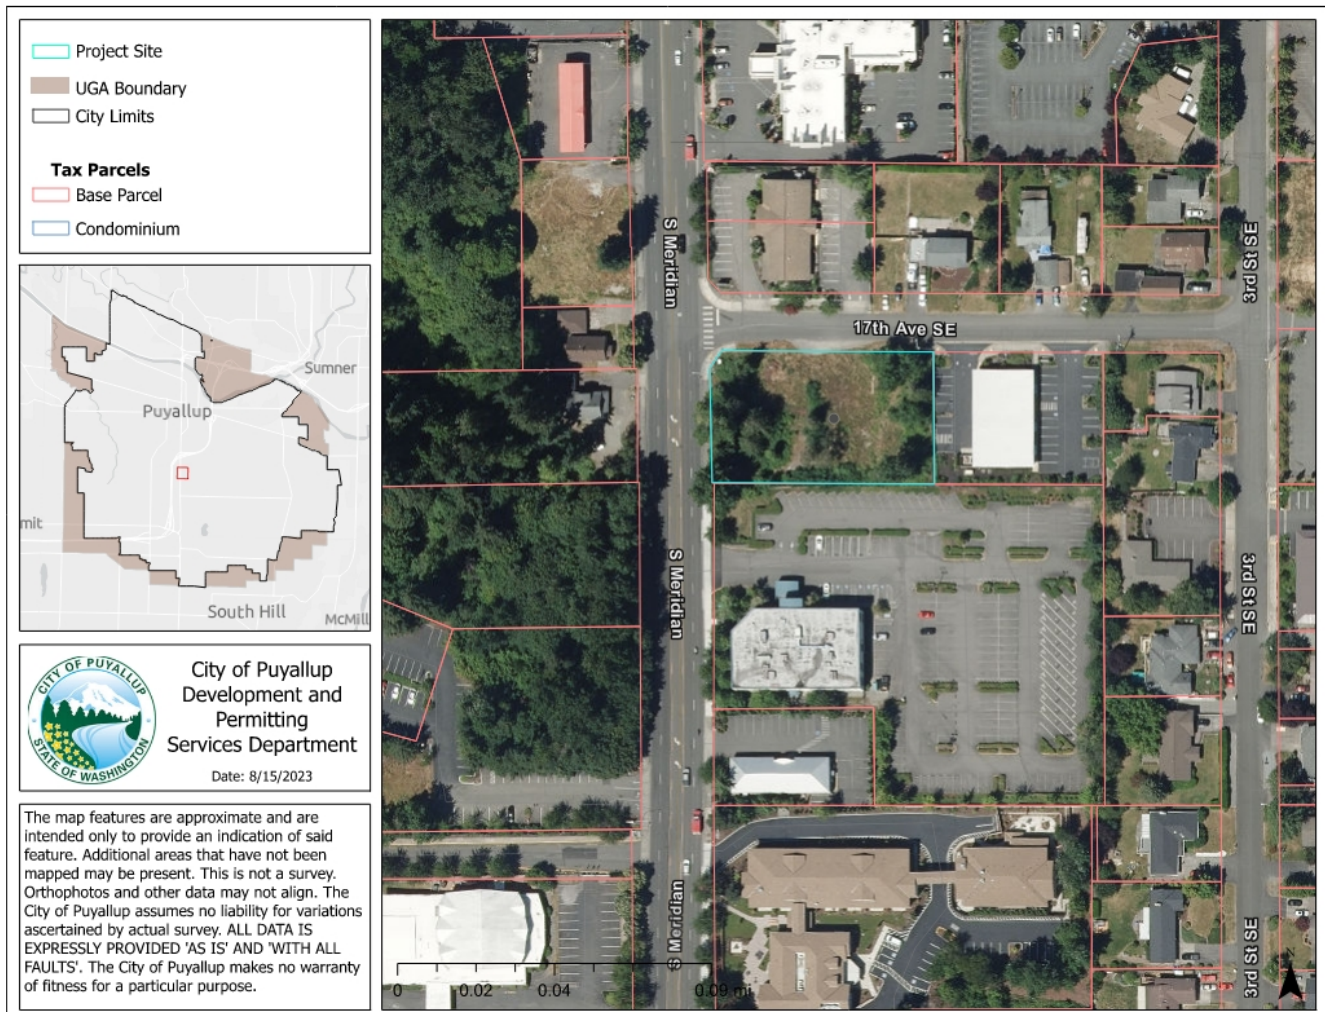 Project Site
UGA Boundary
City Limits
Tax Parcels
Base Parcel
Condominium
Sumner
Puyallup
mit
South Hill
McMill
CITY OF PUYALLUP
STATE OF WASHINGTON
City of Puyallup
Development and
Permitting
Services Department
Date: 8/15/2023
The map features are approximate and are
intended only to provide an indication of said
feature. Additional areas that have not been
mapped may be present. This is not a survey.
Orthophotos and other data may not align. The
City of Puyallup assumes no liability for variations
ascertained by actual survey. ALL DATA IS
EXPRESSLY PROVIDED 'AS IS' AND 'WITH ALL
FAULTS'. The City of Puyallup makes no warranty
of fitness for a particular purpose.
S Meridian
3rd St SE
17th Ave SE
S Meridian
3rd St SE
S Meridian
3rd St SE
0
0.02
0.04
0.09 mi
N